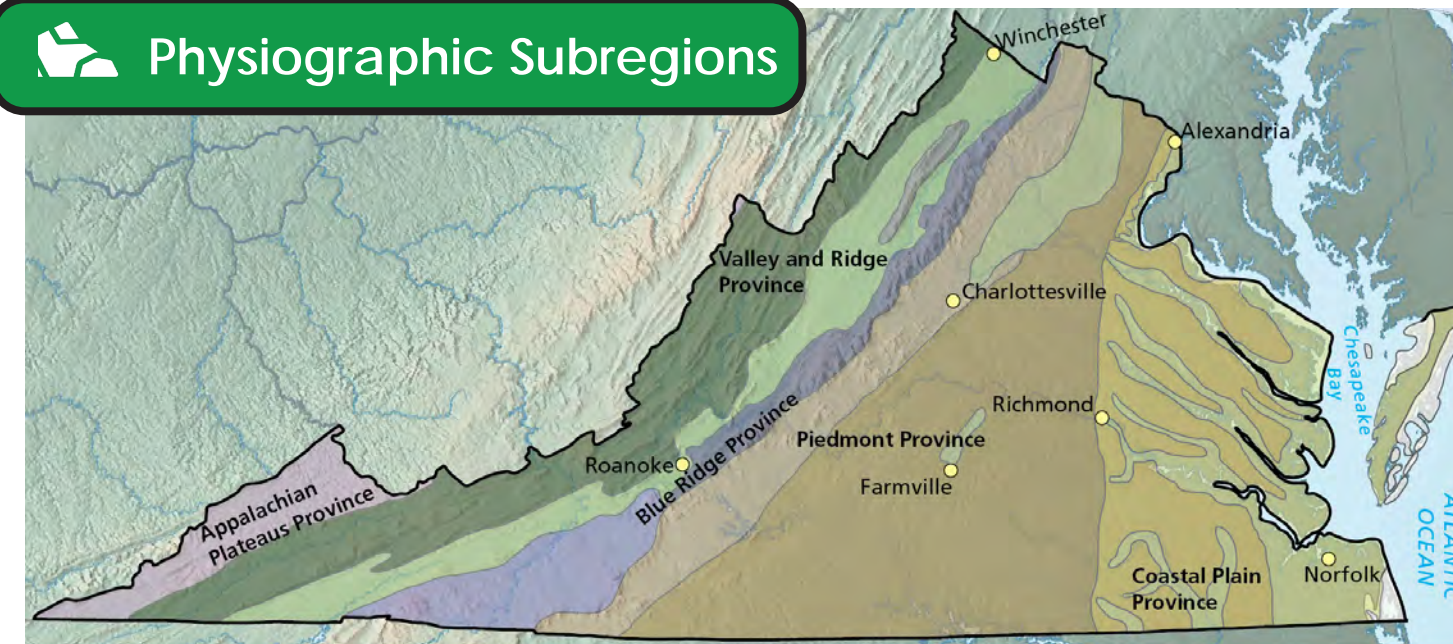 Physiographic Subregions
Winchester
Alexandria
Valley and Ridge
Province
Charlottesville
Chesapeake
Bay
Richmond
Blue Ridge Province
Piedmont Province
Roanoke
Farmville
Appalachian
Plateaus Province
Coastal Plain
Province
Norfolk
ATLANTIC
OCEAN